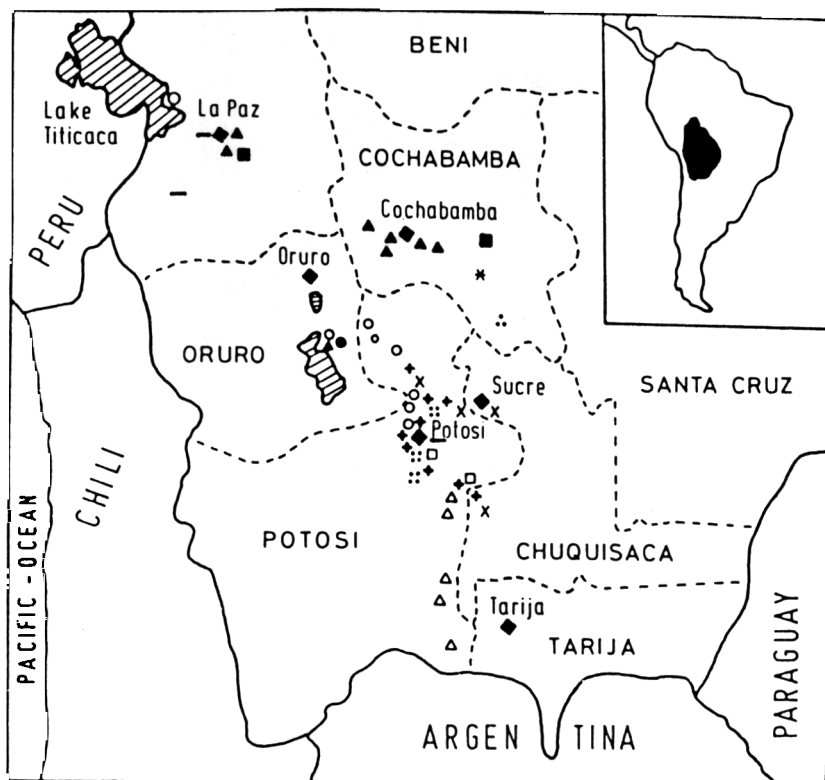 BENI
Lake
Titicaca
La Paz
COCHABAMBA
Cochabamba
PERU
Oruro
ORURO
SANTA CRUZ
Sucre
Potosi
CHILI
POTOSI
PACIFIC - OCEAN
CHUQUISACA
Tarija
TARIJA
PARAGUAY
ARGEN TINA